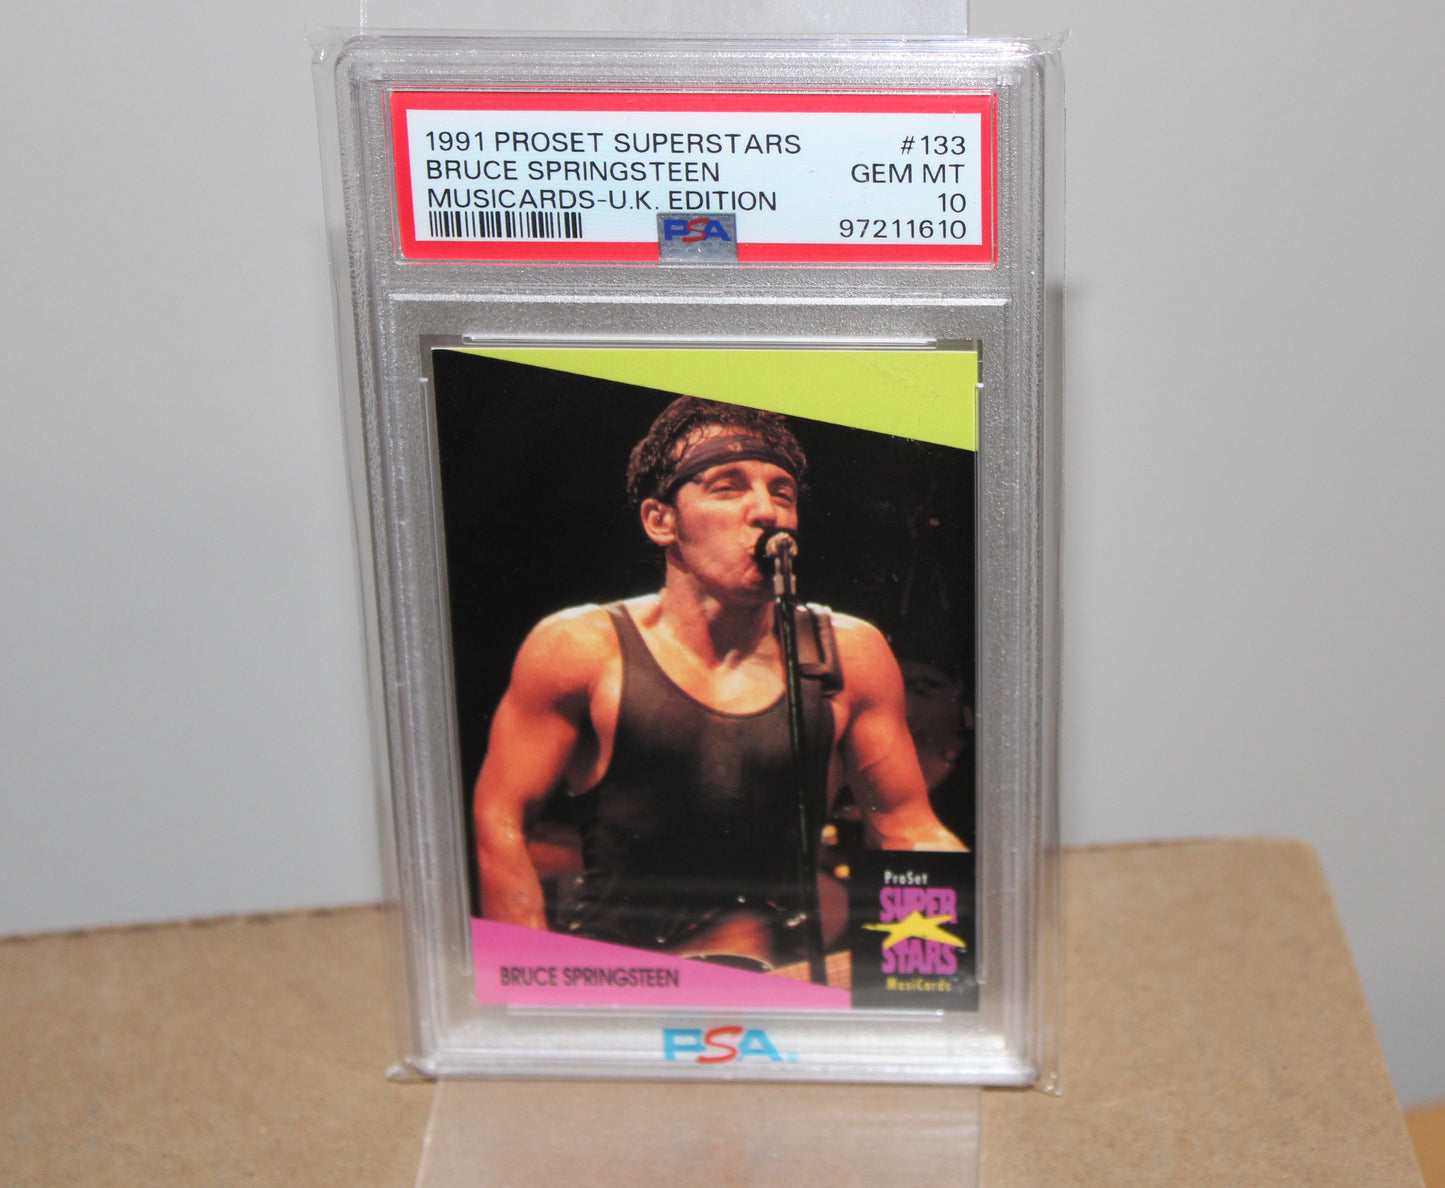 1991 PROSET SUPERSTARS #133
BRUCE SPRINGSTEEN GEM MT
MUSICARDS-U.K. EDITION 10
PSA 97211610
ProSet
SUPER
STARS
MusiCards
BRUCE SPRINGSTEEN
PSA